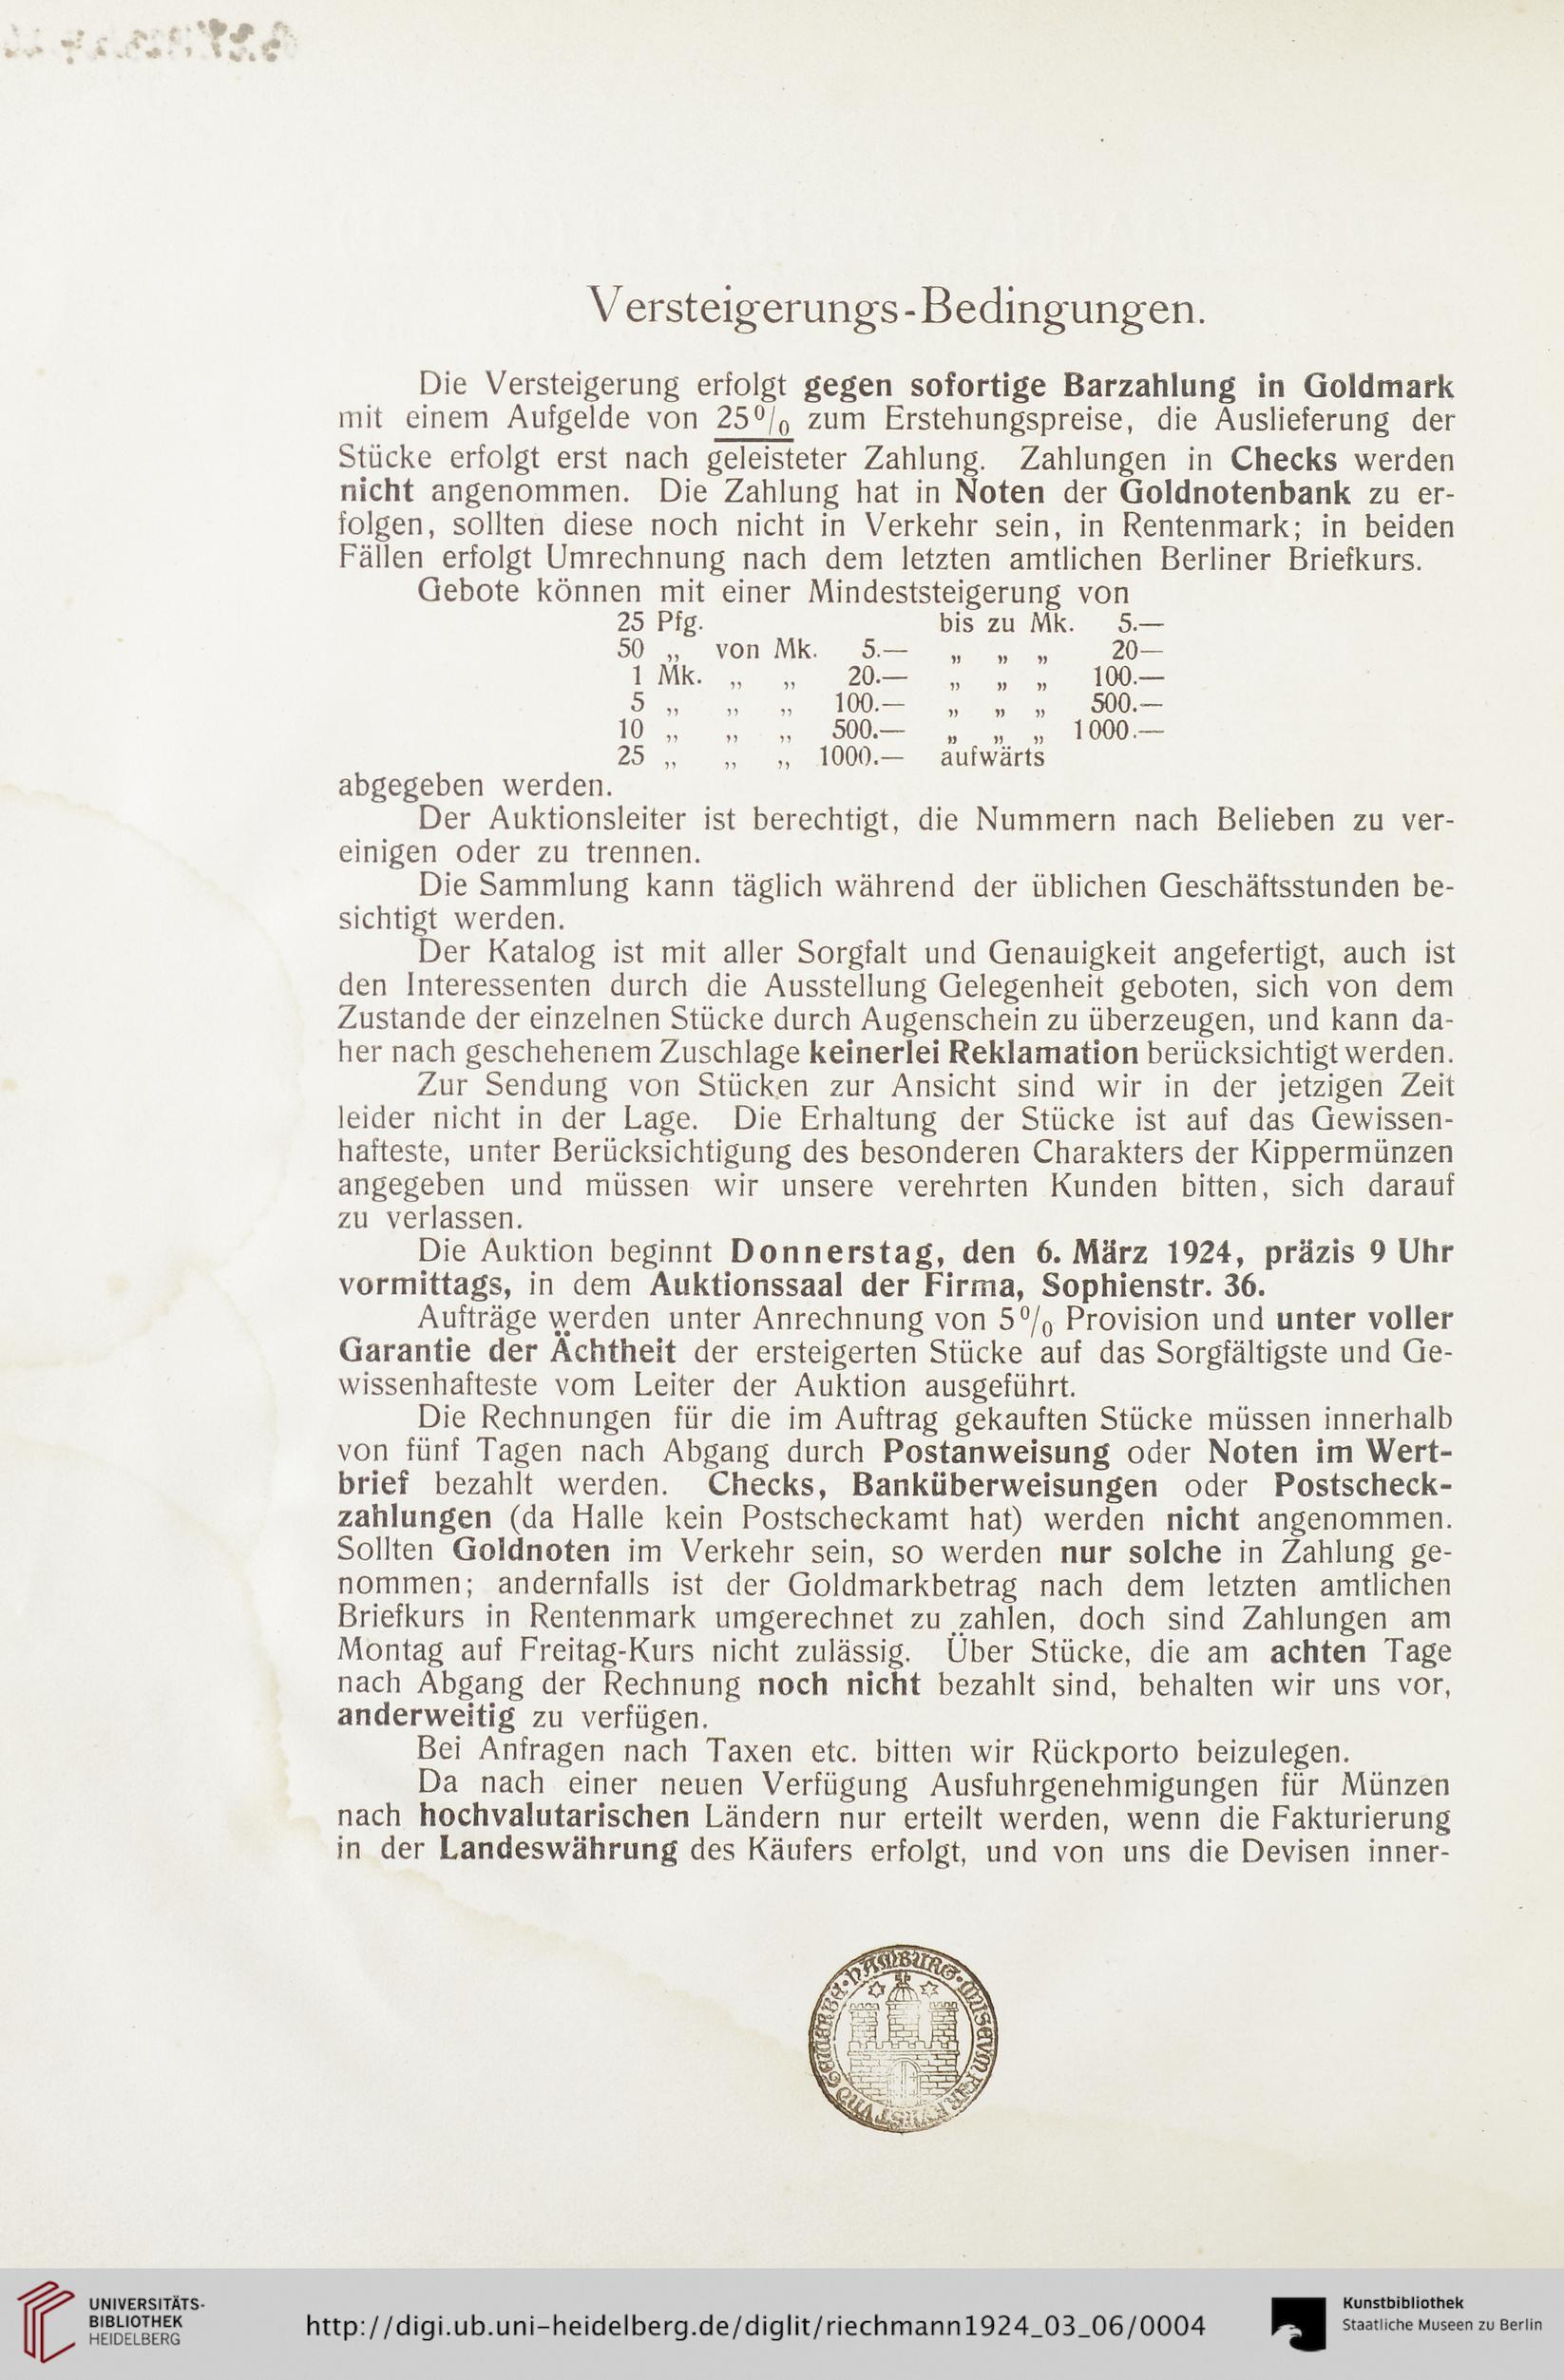 Versteigerungs-Bedingungen.
Die Versteigerung erfolgt gegen sofortige Barzahlung in Goldmark
mit einem Aufgelde von 25% zum Erstehungspreise, die Auslieferung der
Stücke erfolgt erst nach geleisteter Zahlung. Zahlungen in Checks werden
nicht angenommen. Die Zahlung hat in Noten der Goldnotenbank zu er-
folgen, sollten diese noch nicht in Verkehr sein, in Rentenmark; in beiden
Fällen erfolgt Umrechnung nach dem letzten amtlichen Berliner Briefkurs.
Gebote können mit einer Mindeststeigerung von
25 Pfg. bis zu Mk. 5.—
50 „ von Mk. 5.— „ „ „ 20—
1 Mk. „ „ 20.— „ „ „ 100.—
5 „ „ „ 100.— „ „ „ 500.—
10 „ „ „ 500.— „ „ „ 1000.—
25 „ „ „ 1000.— aufwärts
abgegeben werden.
Der Auktionsleiter ist berechtigt, die Nummern nach Belieben zu ver-
einigen oder zu trennen.
Die Sammlung kann täglich während der üblichen Geschäftsstunden be-
sichtigt werden.
Der Katalog ist mit aller Sorgfalt und Genauigkeit angefertigt, auch ist
den Interessenten durch die Ausstellung Gelegenheit geboten, sich von dem
Zustande der einzelnen Stücke durch Augenschein zu überzeugen, und kann da-
her nach geschehenem Zuschlage keinerlei Reklamation berücksichtigt werden.
Zur Sendung von Stücken zur Ansicht sind wir in der jetzigen Zeit
leider nicht in der Lage. Die Erhaltung der Stücke ist auf das Gewissen-
hafteste, unter Berücksichtigung des besonderen Charakters der Kippermünzen
angegeben und müssen wir unsere verehrten Kunden bitten, sich darauf
zu verlassen.
Die Auktion beginnt Donnerstag, den 6. März 1924, präzis 9 Uhr
vormittags, in dem Auktionssaal der Firma, Sophienstr. 36.
Aufträge werden unter Anrechnung von 5% Provision und unter voller
Garantie der Ächtheit der ersteigerten Stücke auf das Sorgfältigste und Ge-
wissenhafteste vom Leiter der Auktion ausgeführt.
Die Rechnungen für die im Auftrag gekauften Stücke müssen innerhalb
von fünf Tagen nach Abgang durch Postanweisung oder Noten im Wert-
brief bezahlt werden. Checks, Banküberweisungen oder Postscheck-
zahlungen (da Halle kein Postscheckamt hat) werden nicht angenommen.
Sollten Goldnoten im Verkehr sein, so werden nur solche in Zahlung ge-
nommen; andernfalls ist der Goldmarkbetrag nach dem letzten amtlichen
Briefkurs in Rentenmark umgerechnet zu zahlen, doch sind Zahlungen am
Montag auf Freitag-Kurs nicht zulässig. Über Stücke, die am achten Tage
nach Abgang der Rechnung noch nicht bezahlt sind, behalten wir uns vor,
anderweitig zu verfügen.
Bei Anfragen nach Taxen etc. bitten wir Rückporto beizulegen.
Da nach einer neuen Verfügung Ausfuhrgenehmigungen für Münzen
nach hochvalutarischen Ländern nur erteilt werden, wenn die Fakturierung
in der Landeswährung des Käufers erfolgt, und von uns die Devisen inner-
HAMBURG · MUSEVM
VND GEWERBE
UNIVERSITÄTS-
BIBLIOTHEK
HEIDELBERG
http://digi.ub.uni-heidelberg.de/diglit/riechmann1924_03_06/0004
Kunstbibliothek
Staatliche Museen zu Berlin